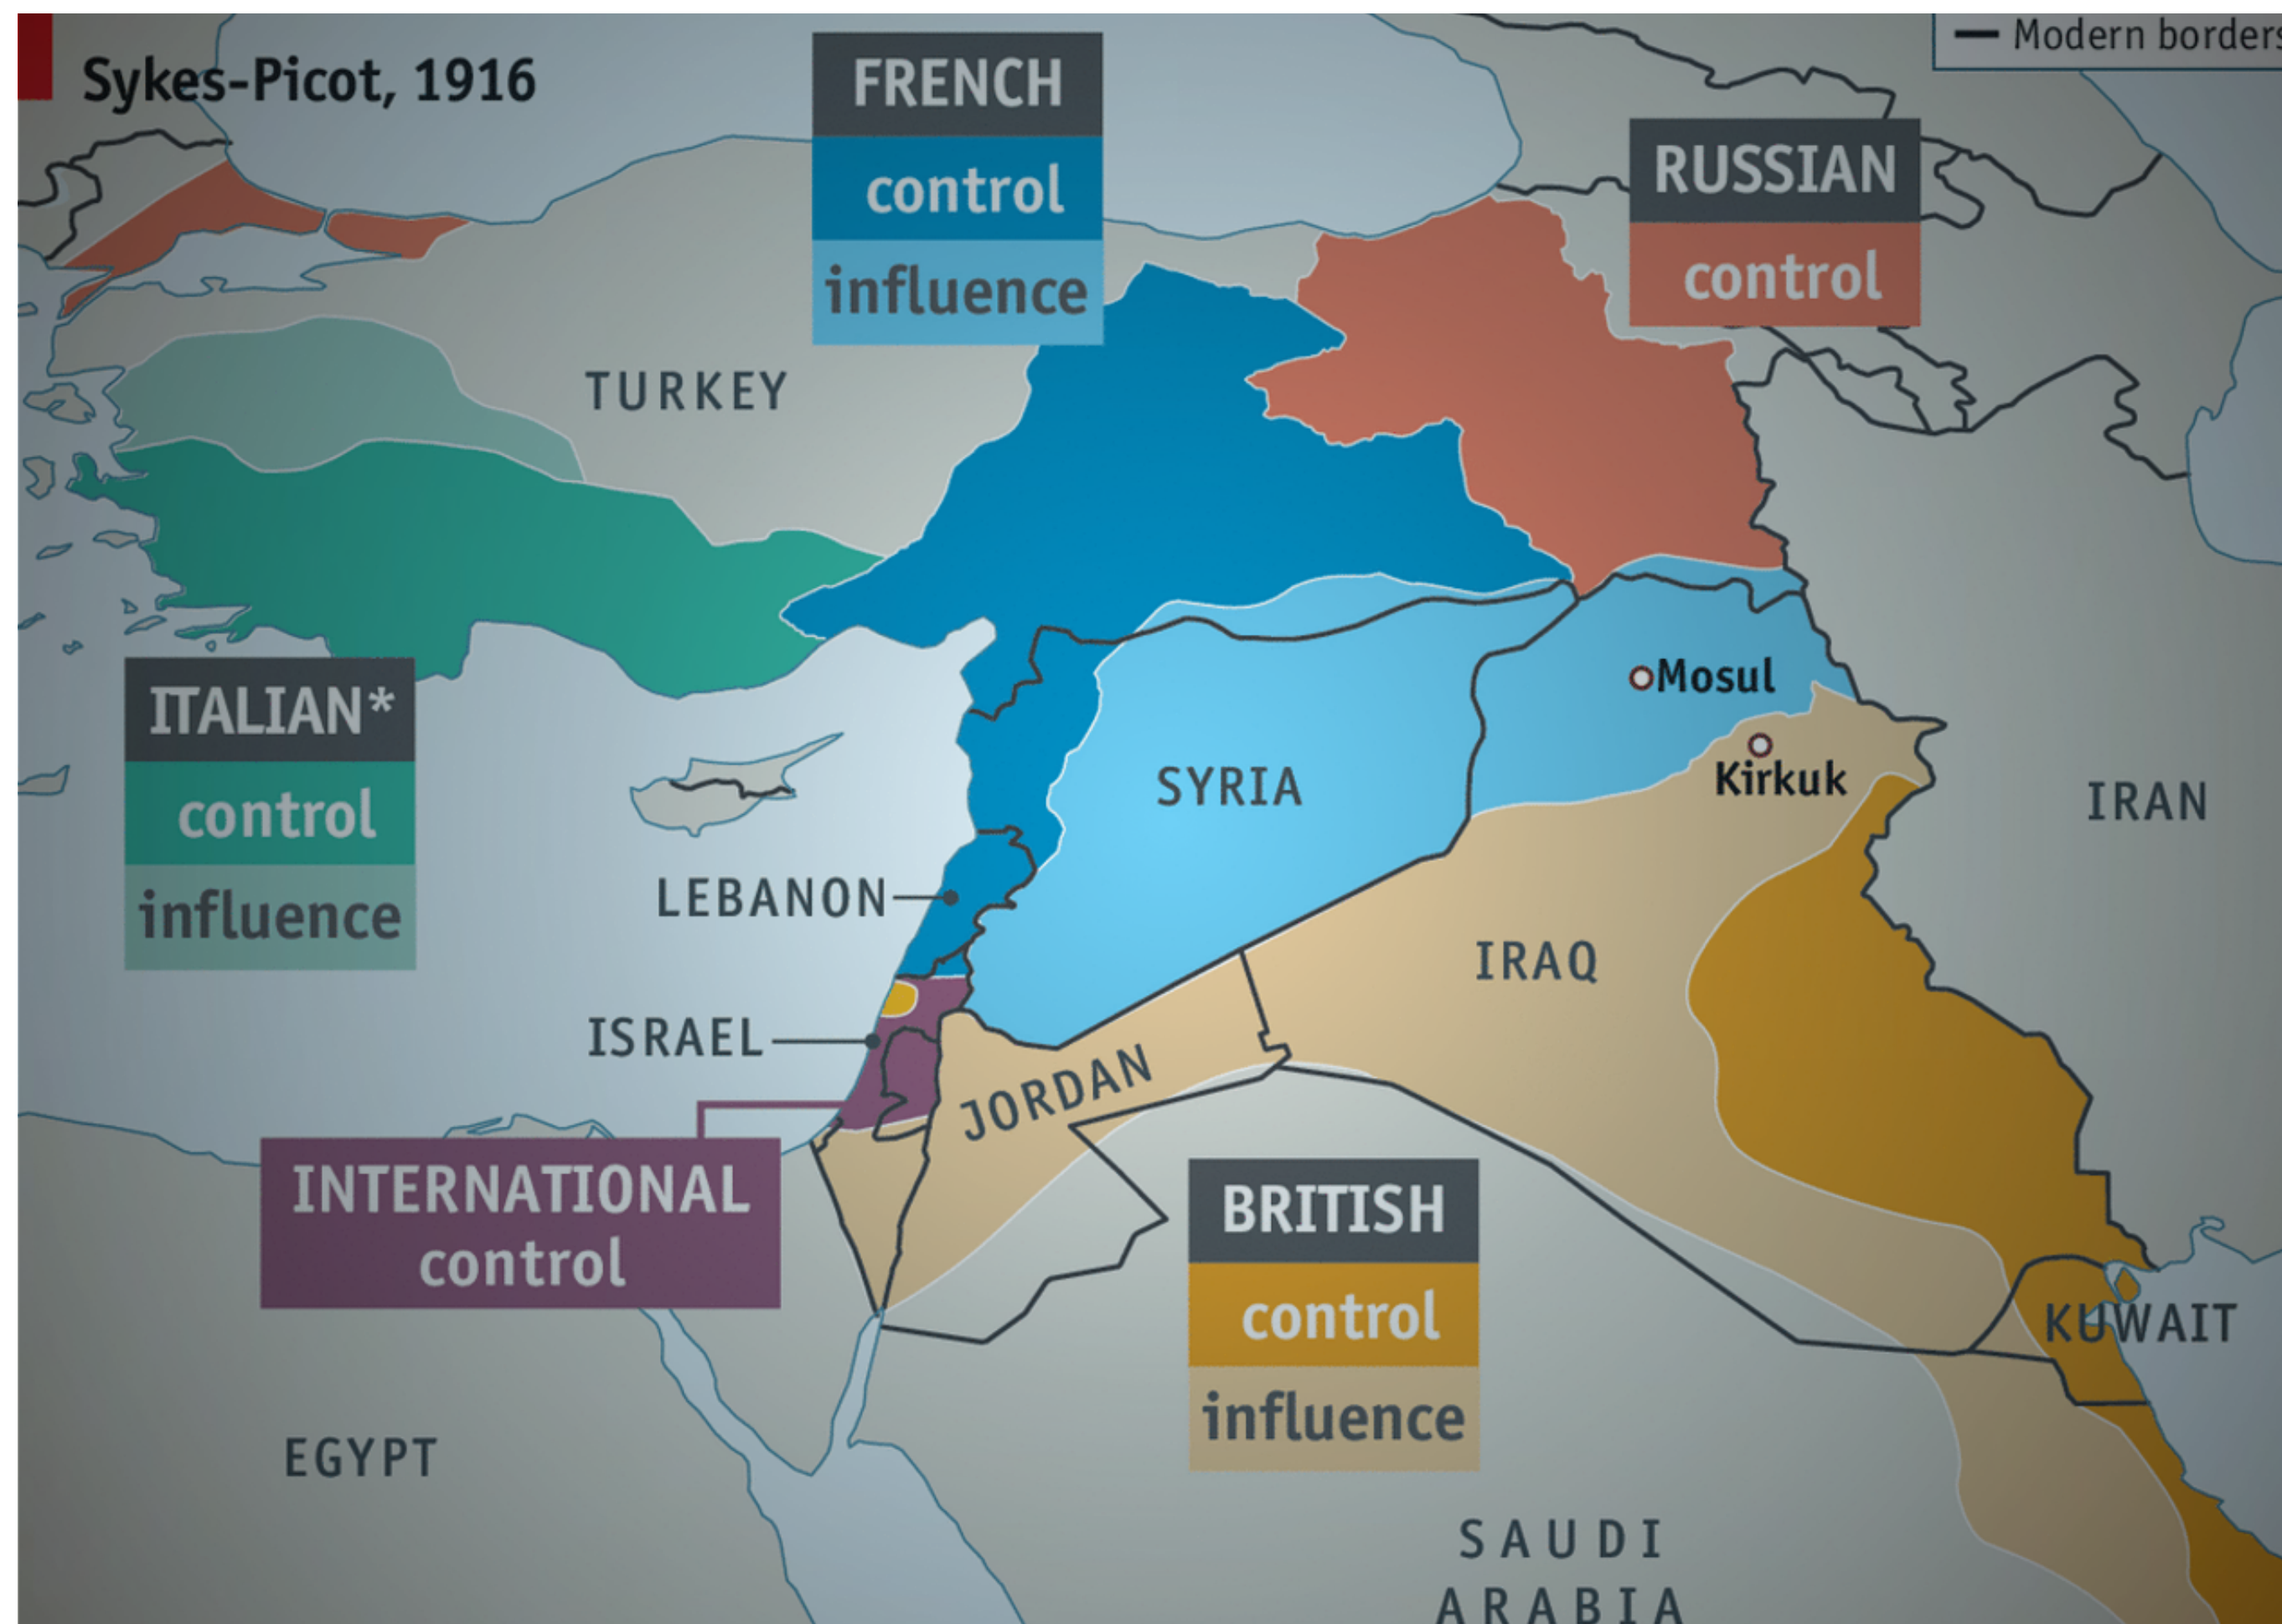 Sykes-Picot, 1916
Modern borders
FRENCH
control
influence
RUSSIAN
control
TURKEY
ITALIAN*
control
influence
Mosul
Kirkuk
SYRIA
IRAN
LEBANON
IRAQ
ISRAEL
JORDAN
INTERNATIONAL
control
BRITISH
control
influence
KUWAIT
EGYPT
SAUDI
ARABIA